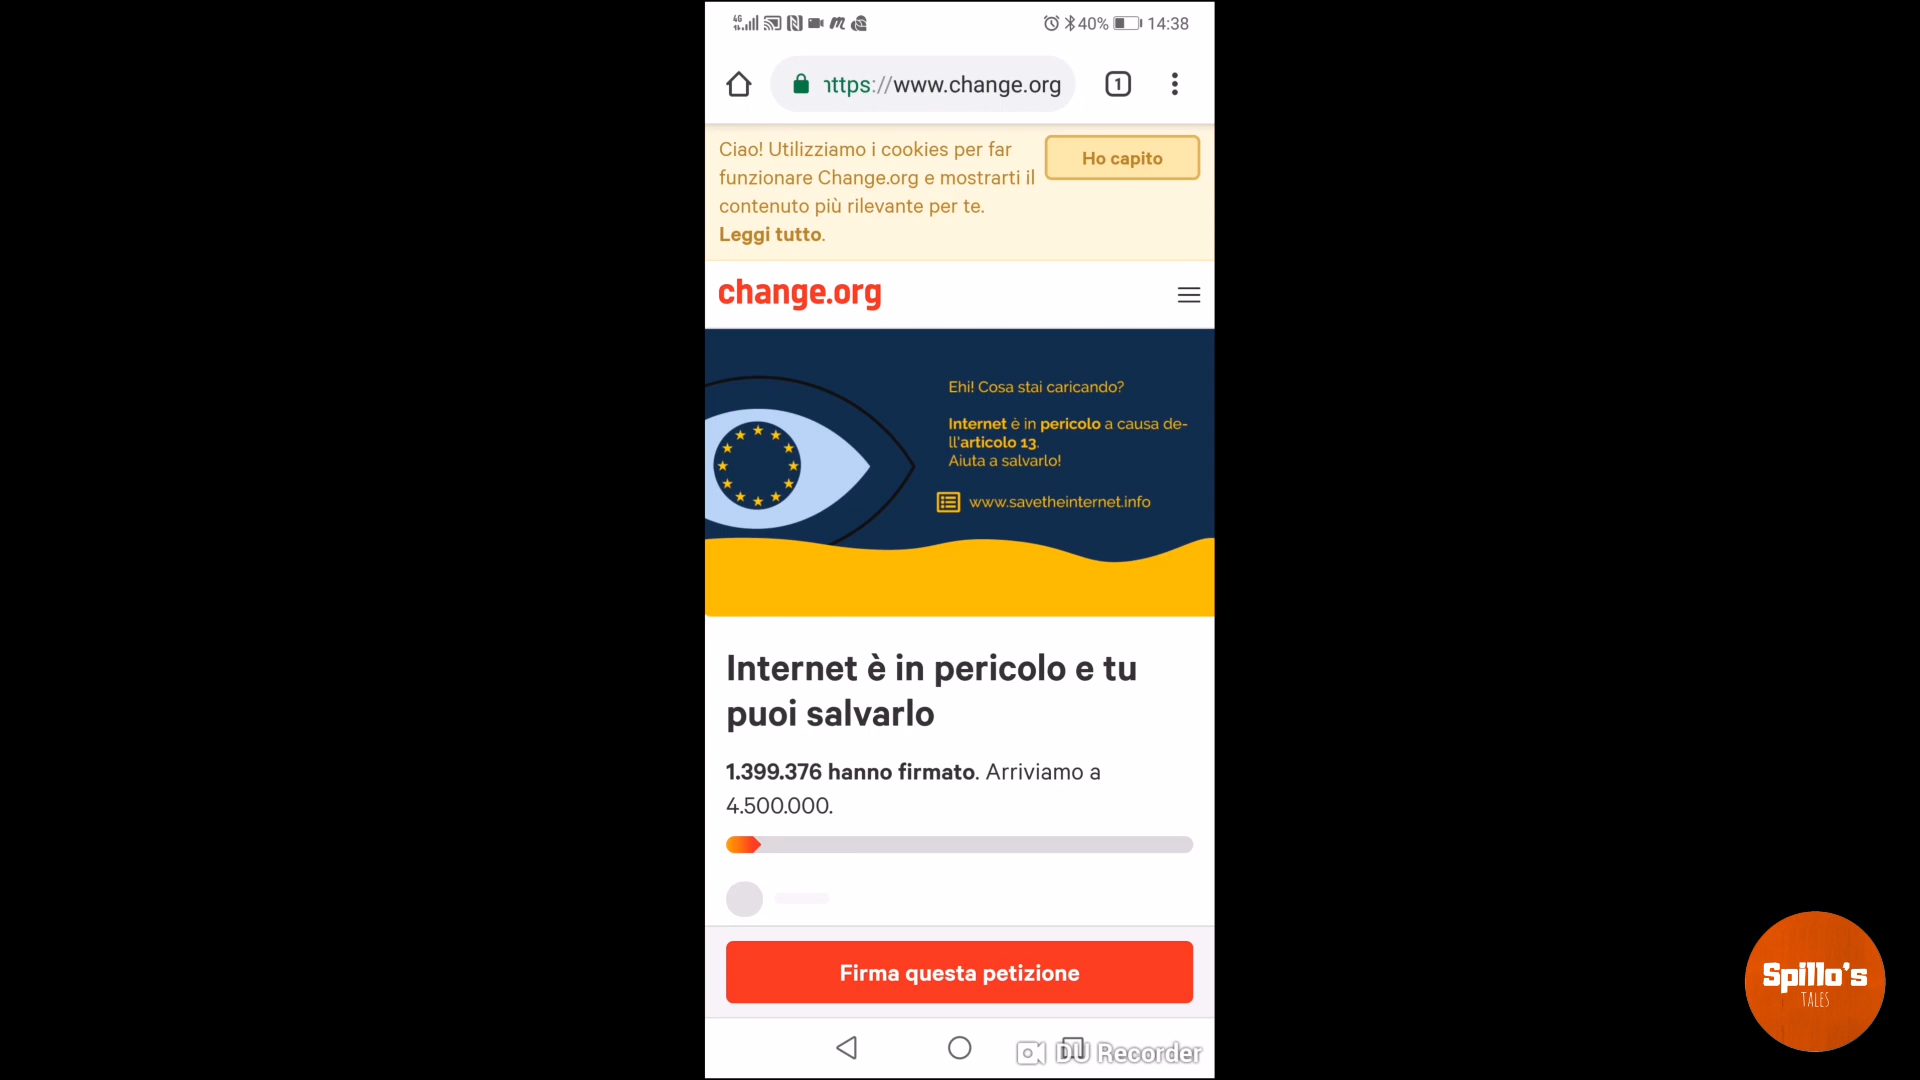 4G 40% 14:38
https://www.change.org 1
Ciao! Utilizziamo i cookies per far
funzionare Change.org e mostrarti il
contenuto più rilevante per te.
Leggi tutto.
Ho capito
change.org
Ehi! Cosa stai caricando?
Internet è in pericolo a causa de-
ll'articolo 13.
Aiuta a salvarlo!
www.savetheinternet.info
Internet è in pericolo e tu
puoi salvarlo
1.399.376 hanno firmato. Arriviamo a
4.500.000.
Firma questa petizione
DU Recorder
Spillo's
TALES